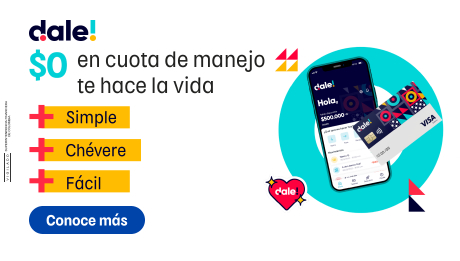 dale!
$0 en cuota de manejo
te hace la vida
+ Simple
+ Chévere
+ Fácil
Conoce más
dale!
Hola,
$500.000
dale!
VISA
dale!
VIGILADO